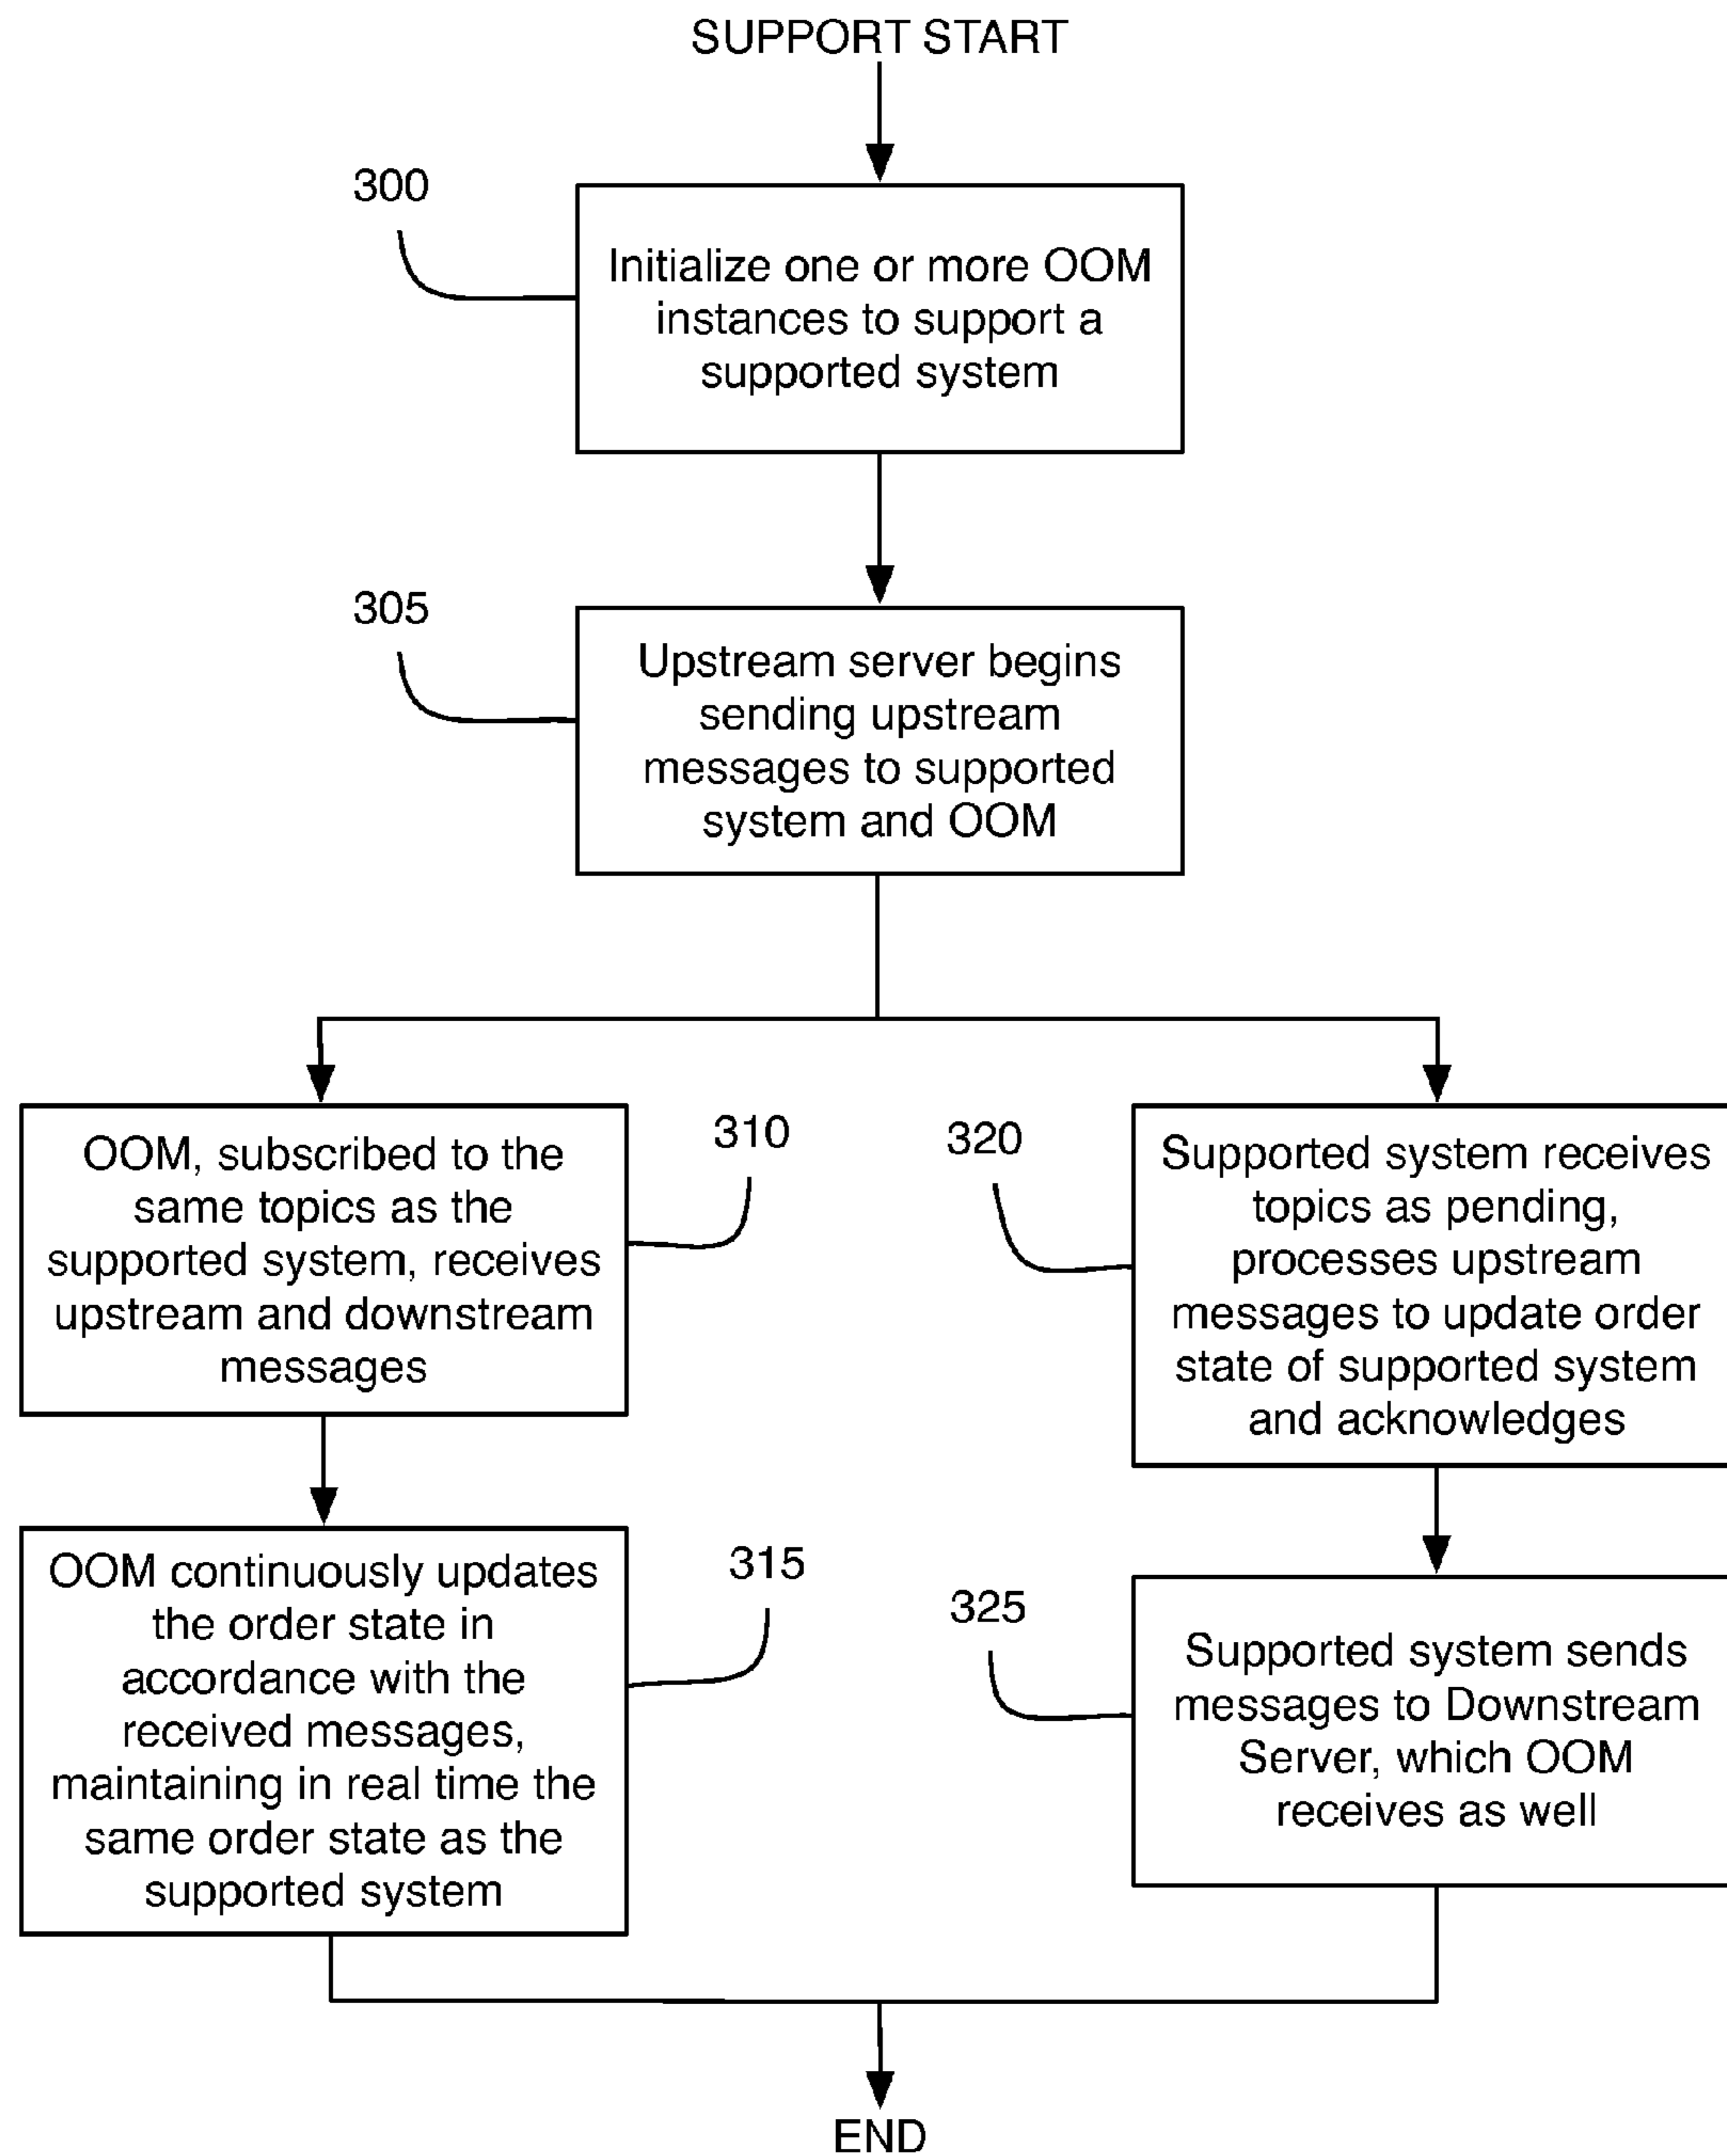 SUPPORT START
300
Initialize one or more OOM
instances to support a
supported system
305
Upstream server begins
sending upstream
messages to supported
system and OOM
OOM, subscribed to the
same topics as the
supported system, receives
upstream and downstream
messages
310
320
Supported system receives
topics as pending,
processes upstream
messages to update order
state of supported system
and acknowledges
OOM continuously updates
the order state in
accordance with the
received messages,
maintaining in real time the
same order state as the
supported system
315
325
Supported system sends
messages to Downstream
Server, which OOM
receives as well
END